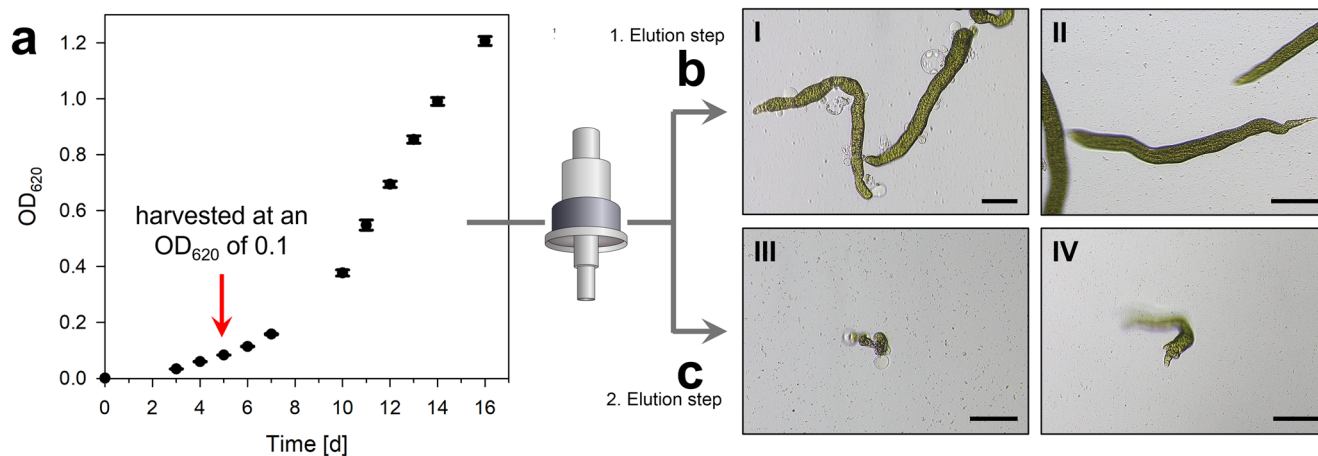 a
OD₆₂₀
1.2
1.0
0.8
0.6
0.4
0.2
0.0
harvested at an
OD₆₂₀ of 0.1
0 2 4 6 8 10 12 14 16
Time [d]
1. Elution step
b
c
2. Elution step
I
II
III
IV